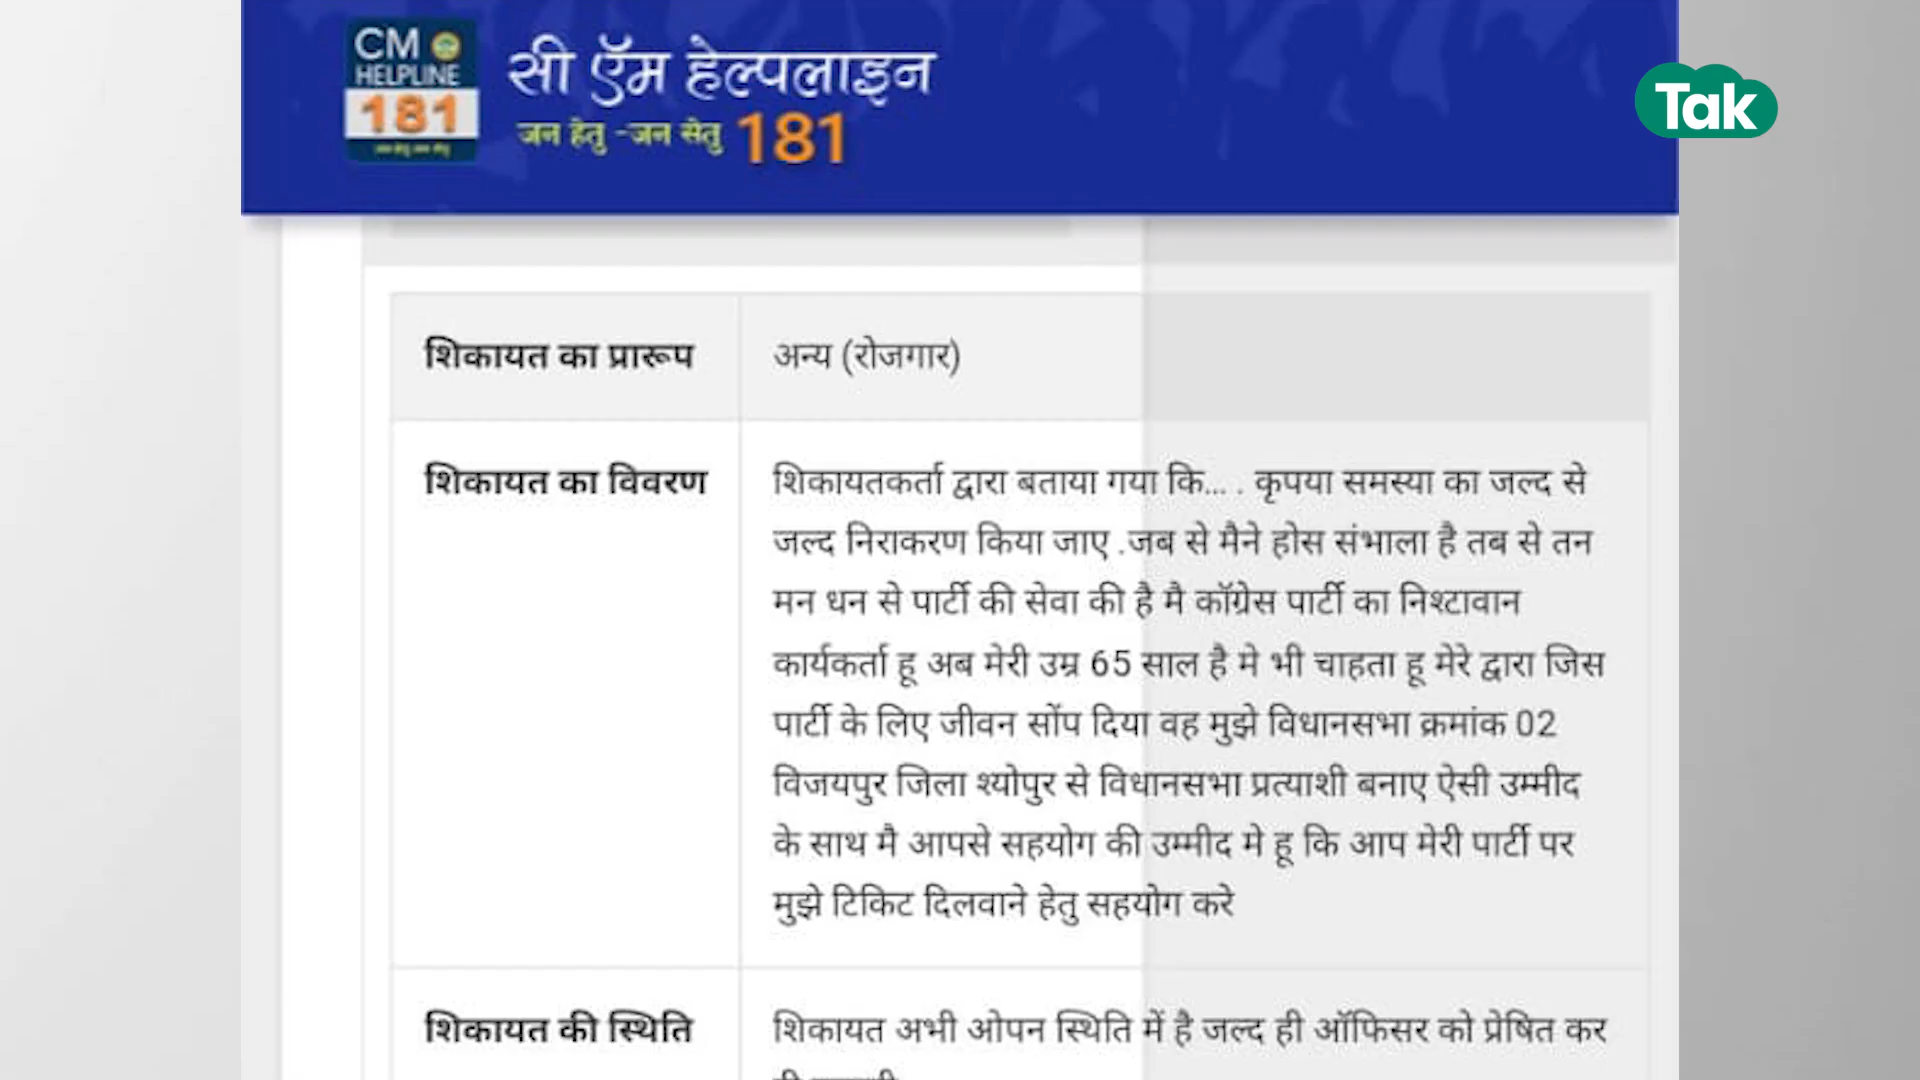 CM
HELPLINE
181
सी ऍम हेल्पलाइन
जन हेतु -जन सेतु 181
Tak
शिकायत का प्रारूप
अन्य (रोजगार)
शिकायत का विवरण
शिकायतकर्ता द्वारा बताया गया कि... . कृपया समस्या का जल्द से
जल्द निराकरण किया जाए .जब से मैने होस संभाला है तब से तन
मन धन से पार्टी की सेवा की है मै कॉग्रेस पार्टी का निश्टावान
कार्यकर्ता हू अब मेरी उम्र 65 साल है मे भी चाहता हू मेरे द्वारा जिस
पार्टी के लिए जीवन सोंप दिया वह मुझे विधानसभा क्रमांक 02
विजयपुर जिला श्योपुर से विधानसभा प्रत्याशी बनाए ऐसी उम्मीद
के साथ मै आपसे सहयोग की उम्मीद मे हू कि आप मेरी पार्टी पर
मुझे टिकिट दिलवाने हेतु सहयोग करे
शिकायत की स्थिति
शिकायत अभी ओपन स्थिति में है जल्द ही ऑफिसर को प्रेषित कर